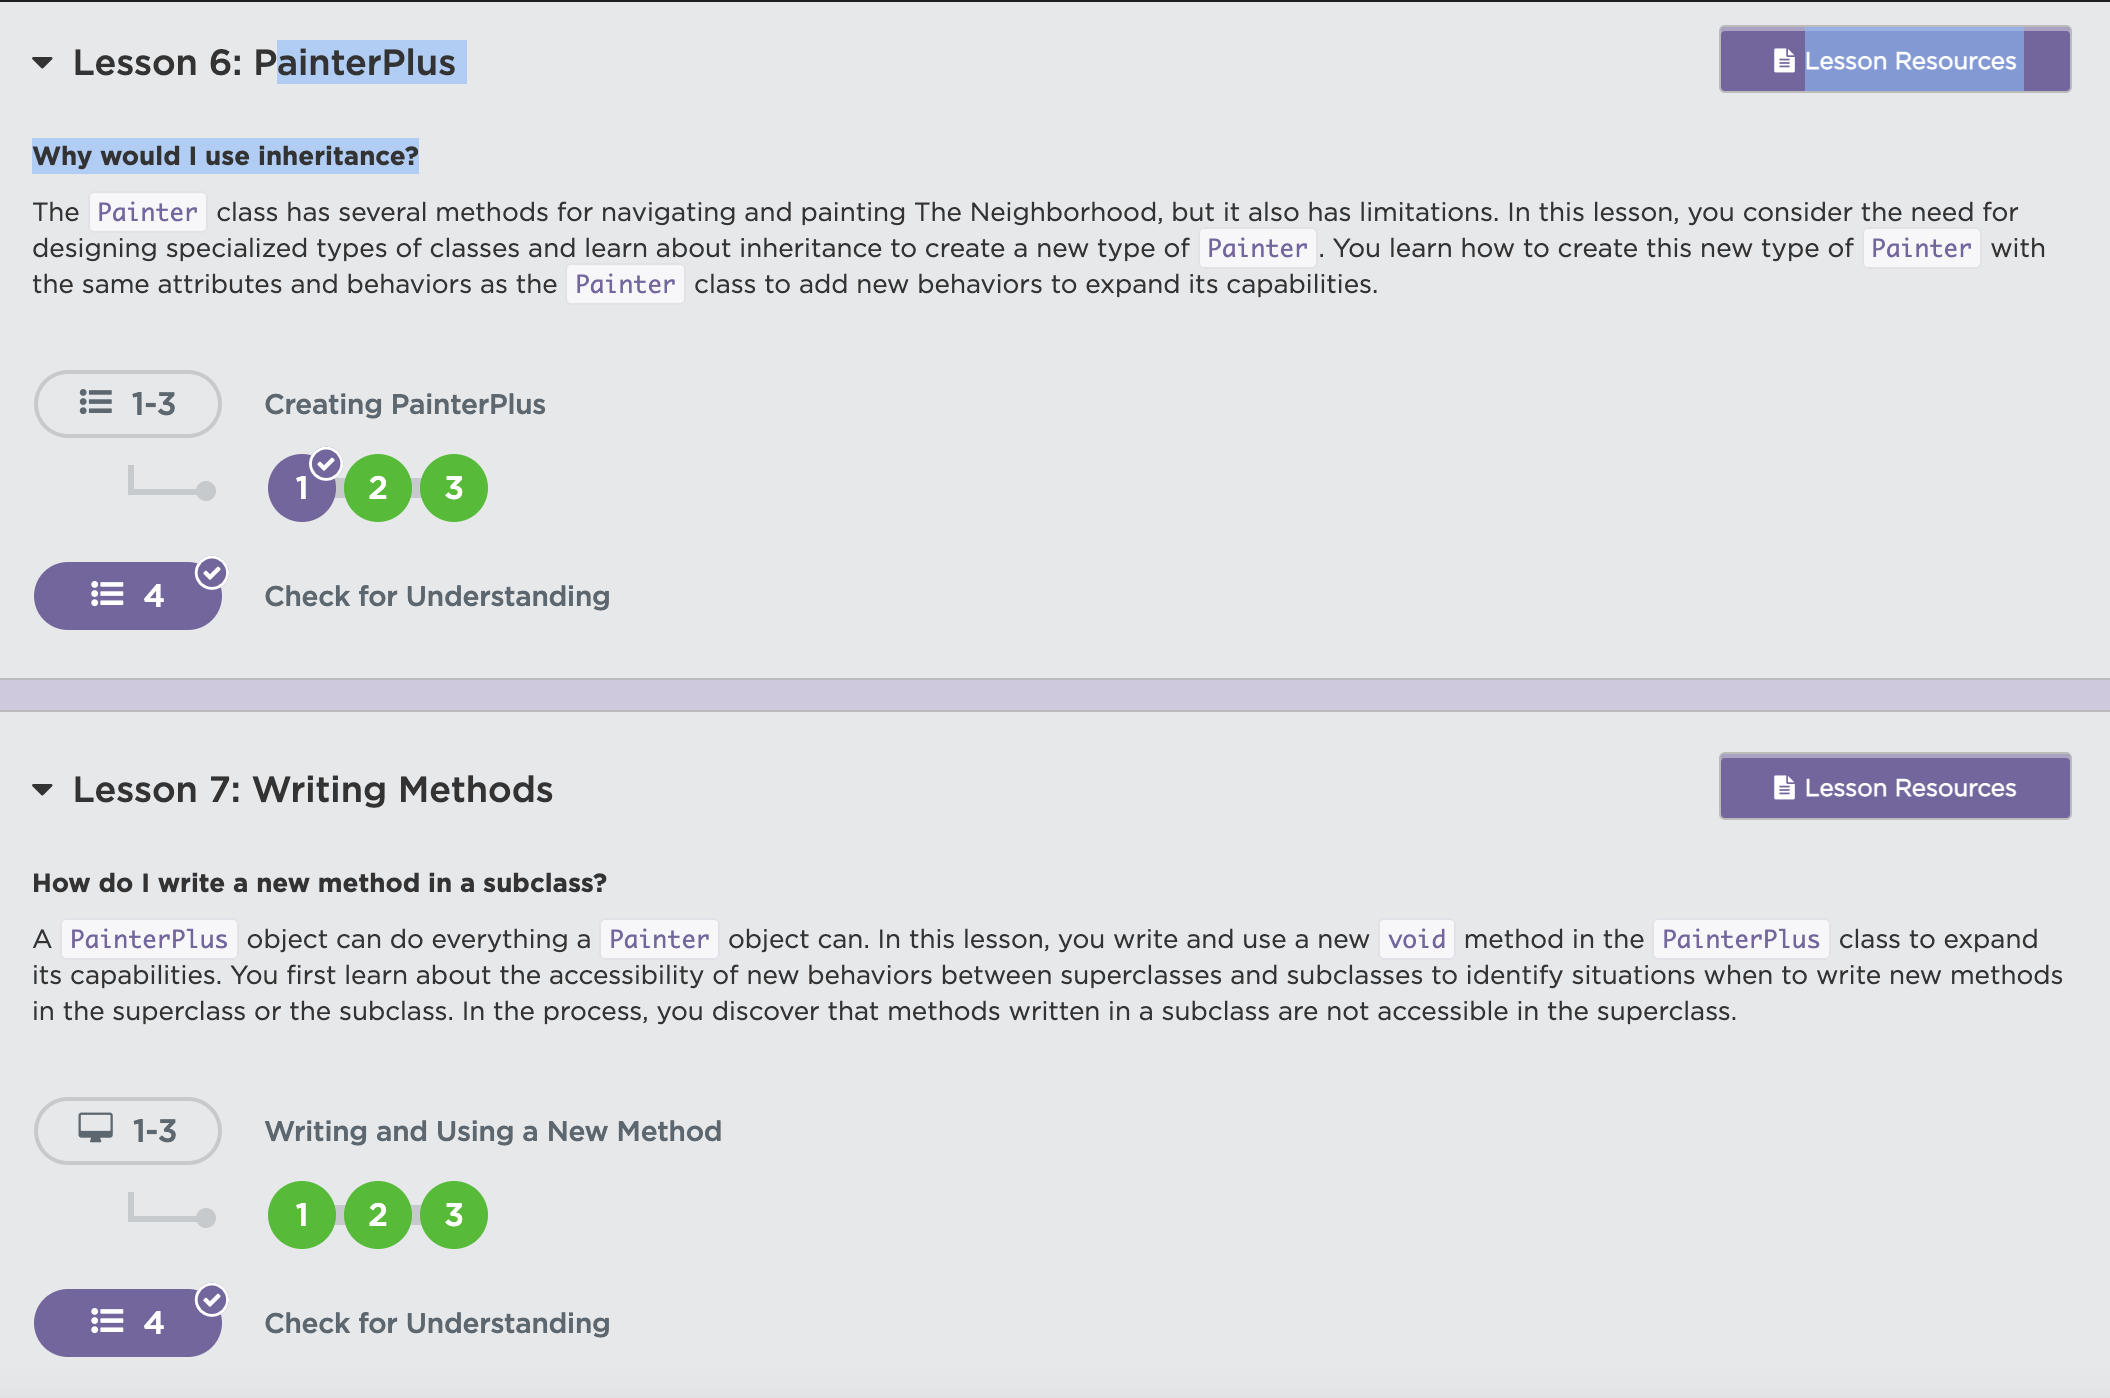 Lesson 6: PainterPlus
Lesson Resources
Why would I use inheritance?
The Painter class has several methods for navigating and painting The Neighborhood, but it also has limitations. In this lesson, you consider the need for
designing specialized types of classes and learn about inheritance to create a new type of Painter. You learn how to create this new type of Painter with
the same attributes and behaviors as the Painter class to add new behaviors to expand its capabilities.
1-3 Creating PainterPlus
1 2 3
4 Check for Understanding
Lesson 7: Writing Methods
Lesson Resources
How do I write a new method in a subclass?
A PainterPlus object can do everything a Painter object can. In this lesson, you write and use a new void method in the PainterPlus class to expand
its capabilities. You first learn about the accessibility of new behaviors between superclasses and subclasses to identify situations when to write new methods
in the superclass or the subclass. In the process, you discover that methods written in a subclass are not accessible in the superclass.
1-3 Writing and Using a New Method
1 2 3
4 Check for Understanding